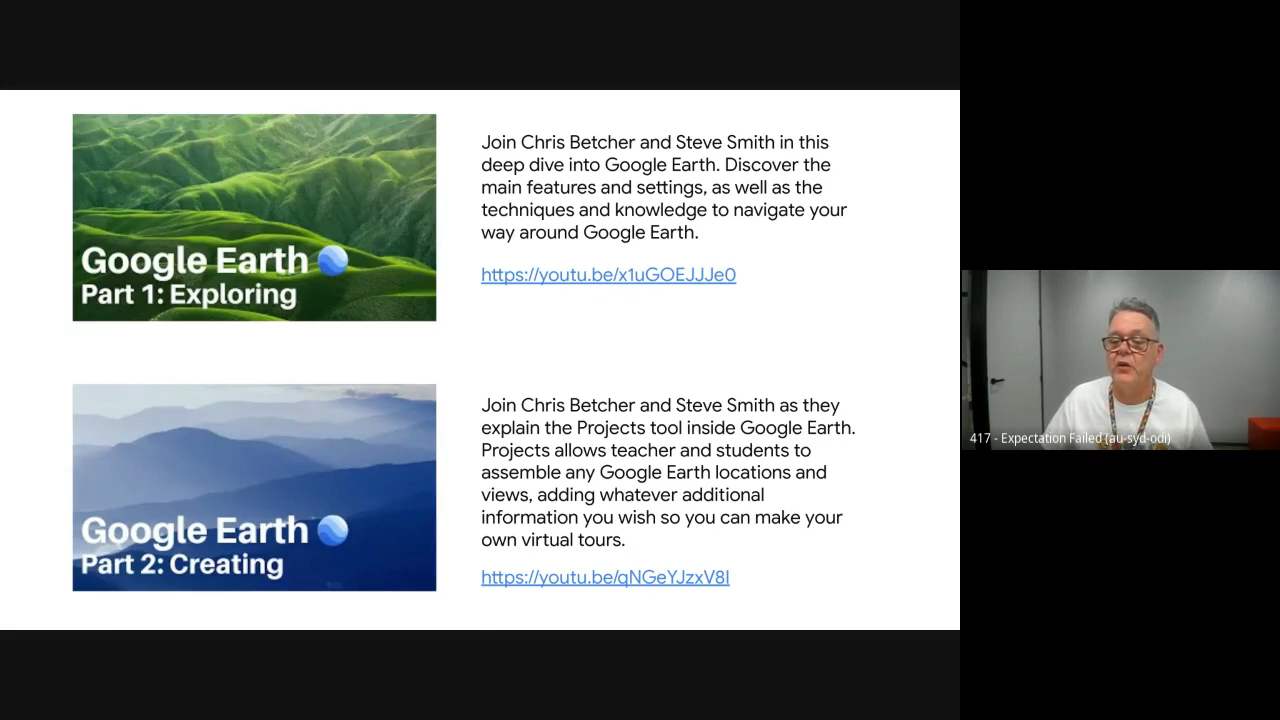 Google Earth
Part 1: Exploring
Join Chris Betcher and Steve Smith in this
deep dive into Google Earth. Discover the
main features and settings, as well as the
techniques and knowledge to navigate your
way around Google Earth.
https://youtu.be/x1uGOEJJJe0
Google Earth
Part 2: Creating
Join Chris Betcher and Steve Smith as they
explain the Projects tool inside Google Earth.
Projects allows teacher and students to
assemble any Google Earth locations and
views, adding whatever additional
information you wish so you can make your
own virtual tours.
https://youtu.be/qNGeYJzxV8I
417 - Expectation Failed (au-syd-odi)